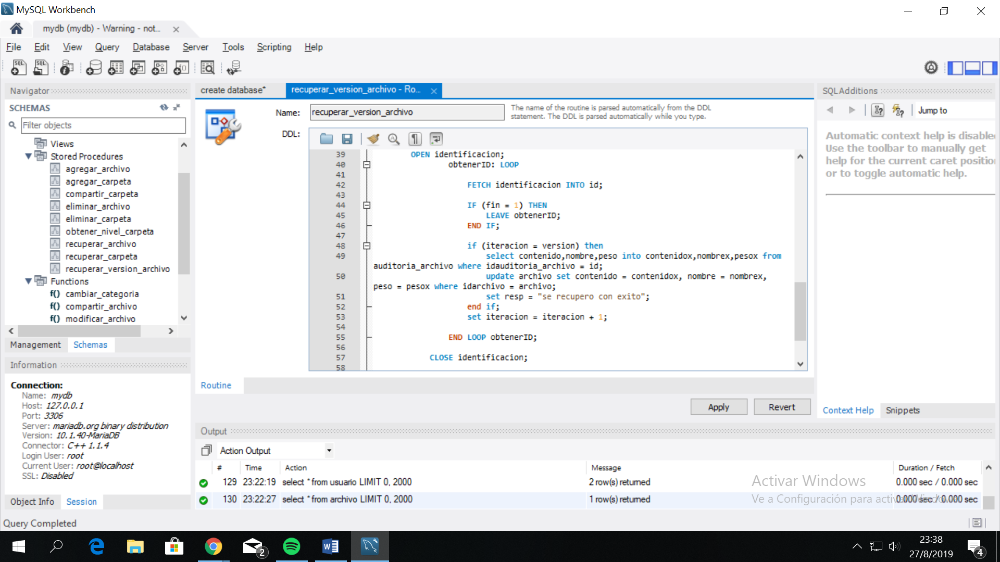 MySQL Workbench
mydb (mydb) - Warning - not...
File Edit View Query Database Server Tools Scripting Help
Navigator
SCHEMAS
Filter objects
Views
Stored Procedures
agregar_archivo
agregar_carpeta
compartir_carpeta
eliminar_archivo
eliminar_carpeta
obtener_nivel_carpeta
recuperar_archivo
recuperar_carpeta
recuperar_version_archivo
Functions
f() cambiar_categoria
f() compartir_archivo
f() modificar_archivo
Management Schemas
Information
Connection:
Name: mydb
Host: 127.0.0.1
Port: 3306
Server: mariadb.org binary distribution
Version: 10.1.40-MariaDB
Connector: C++ 1.1.4
Login User: root
Current User: root@localhost
SSL: Disabled
Object Info Session
create database* recuperar_version_archivo - Ro...
Name: recuperar_version_archivo
The name of the routine is parsed automatically from the DDL
statement. The DDL is parsed automatically while you type.
DDL:
39 OPEN identificacion;
40 obtenerID: LOOP
41
42 FETCH identificacion INTO id;
43
44 IF (fin = 1) THEN
45 LEAVE obtenerID;
46 END IF;
47
48 if (iteracion = version) then
49 select contenido,nombre,peso into contenidox,nombrex,pesox from
auditoria_archivo where idauditoria_archivo = id;
50 update archivo set contenido = contenidox, nombre = nombrex,
peso = pesox where idarchivo = archivo;
51 set resp = "se recupero con exito";
52 end if;
53 set iteracion = iteracion + 1;
54
55 END LOOP obtenerID;
56
57 CLOSE identificacion;
58
Routine
Apply Revert
SQLAdditions
Jump to
Automatic context help is disable
Use the toolbar to manually get
help for the current caret positio
or to toggle automatic help.
Context Help Snippets
Output
Action Output
# Time Action Message Duration / Fetch
129 23:22:19 select * from usuario LIMIT 0, 2000 2 row(s) returned 0.000 sec / 0.000 sec
130 23:22:27 select * from archivo LIMIT 0, 2000 1 row(s) returned 0.000 sec / 0.000 sec
Activar Windows
Ve a Configuración para activar Windows.
Query Completed
2
23:38
27/8/2019
4